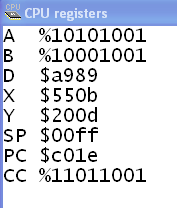 CPU registers
A %10101001
B %10001001
D $a989
X $550b
Y $200d
SP $00ff
PC $c01e
CC %11011001